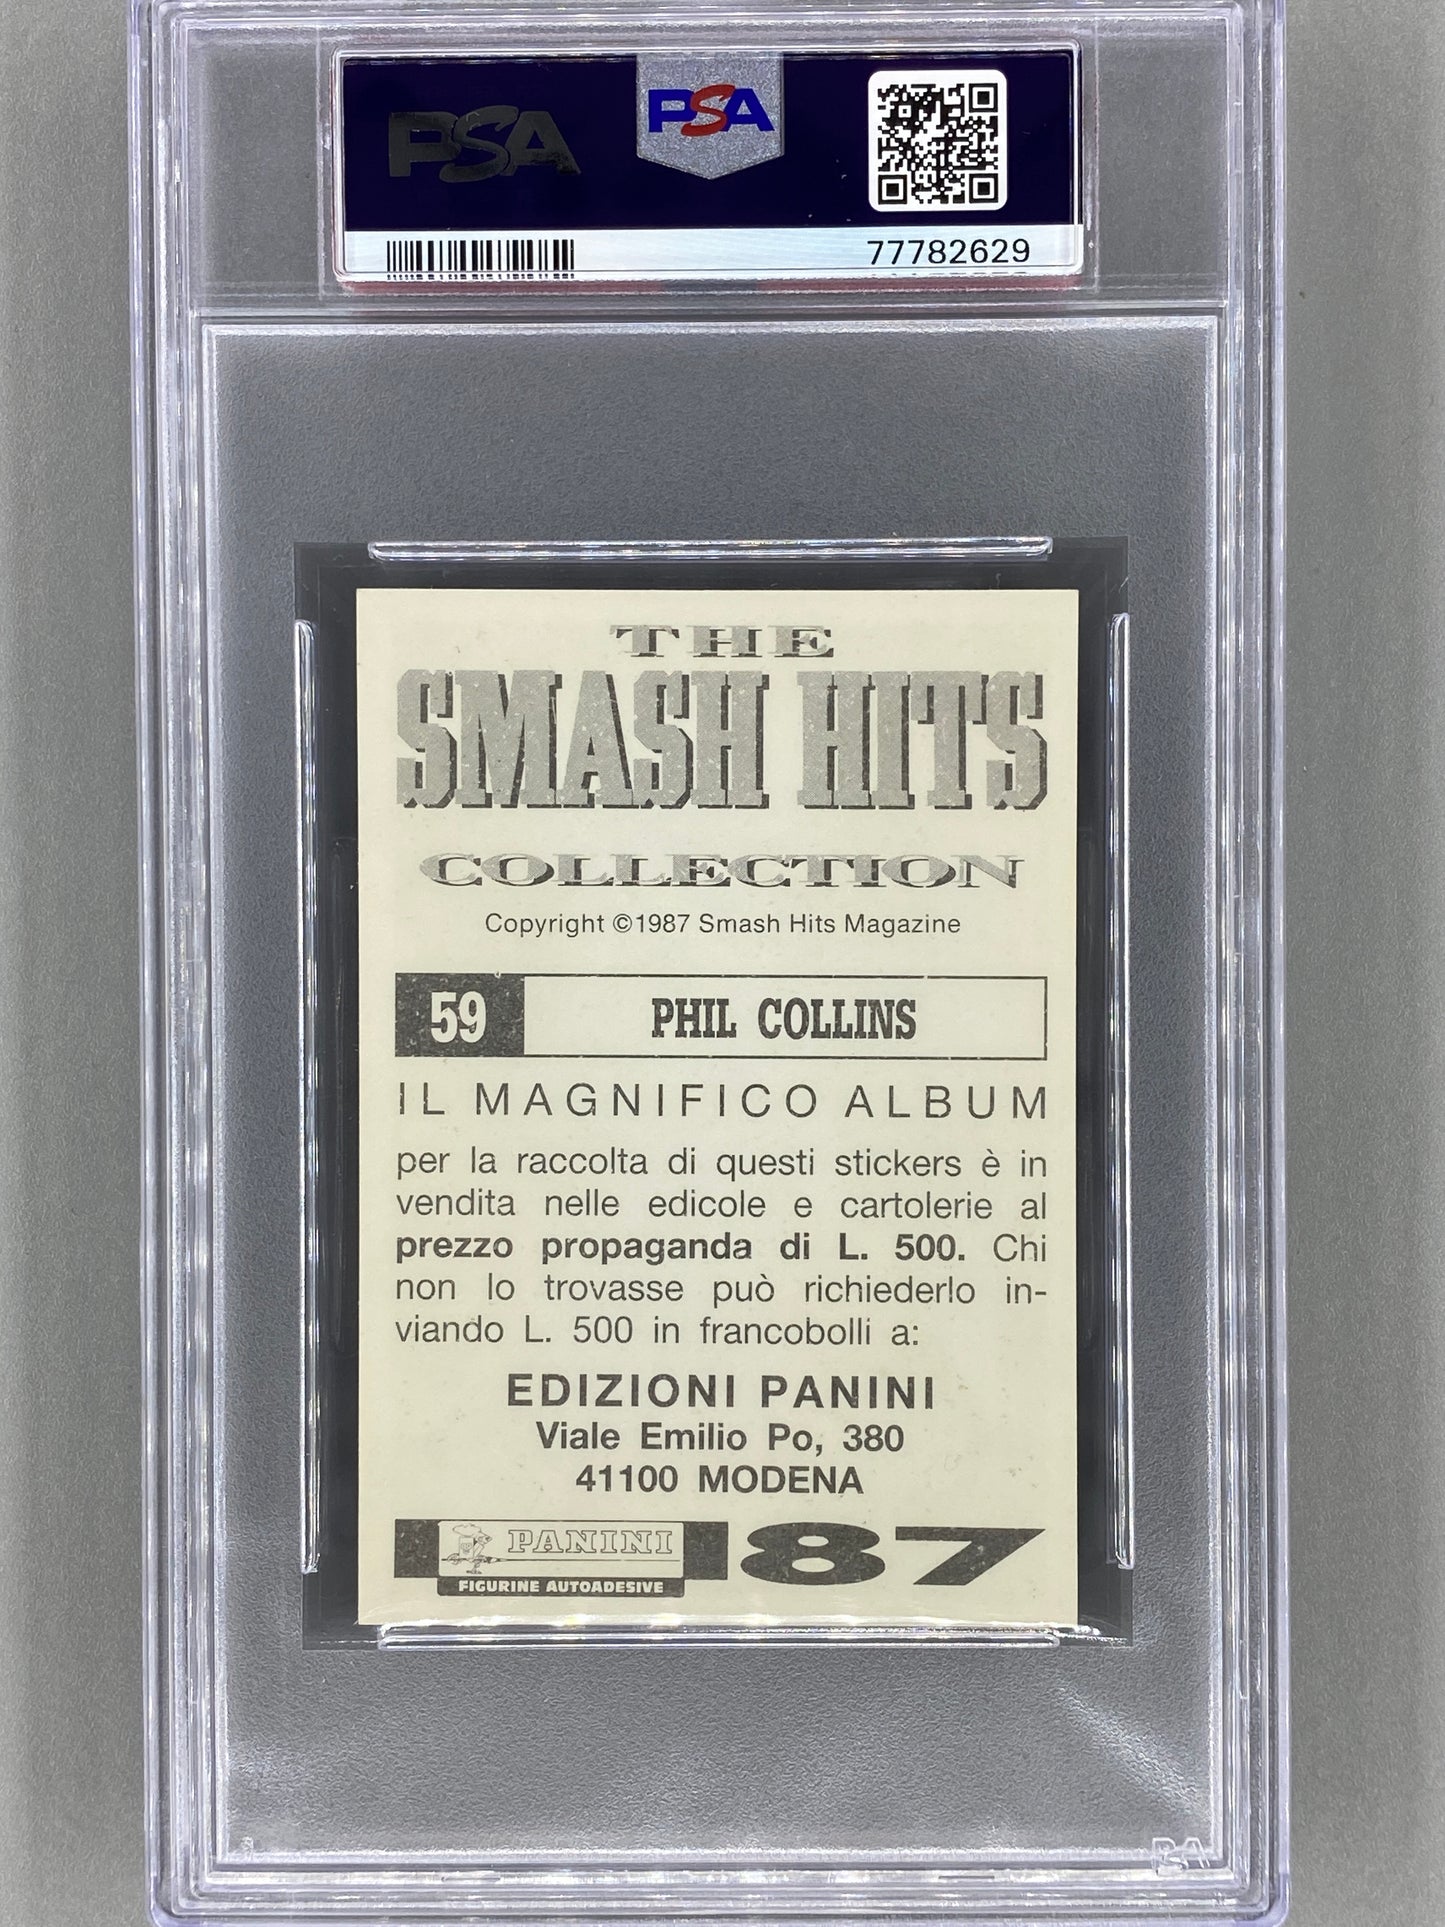 PSA
PSA
77782629
THE
SMASH HITS
COLLECTION
Copyright ©1987 Smash Hits Magazine
59 PHIL COLLINS
IL MAGNIFICO ALBUM
per la raccolta di questi stickers è in
vendita nelle edicole e cartolerie al
prezzo propaganda di L. 500. Chi
non lo trovasse può richiederlo in-
viando L. 500 in francobolli a:
EDIZIONI PANINI
Viale Emilio Po, 380
41100 MODENA
PANINI 87
FIGURINE AUTOADESIVE
PSA